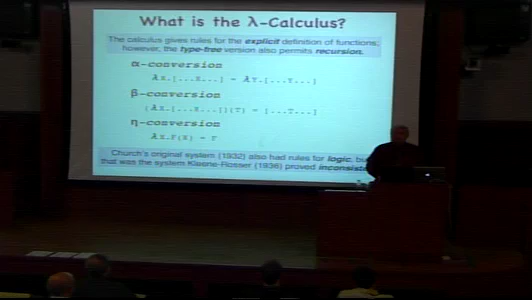 What is the λ-Calculus?
The calculus gives rules for the explicit definition of functions;
however, the type-free version also permits recursion.
α-conversion
λX.[...X...] = λY.[...Y...]
β-conversion
(λX.[...X...])(T) = [...T...]
η-conversion
λX.F(X) = F
Church's original system (1932) also had rules for logic, but
that was the system Kleene-Rosser (1936) proved